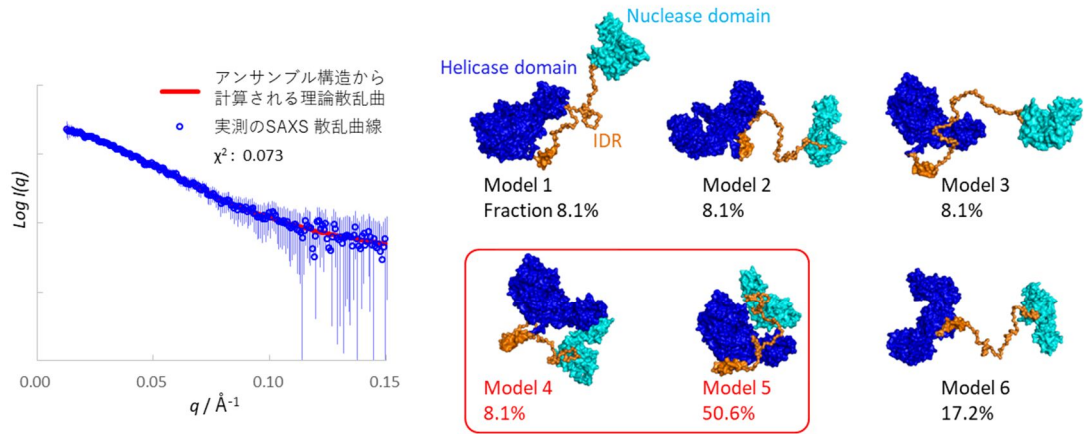 アンサンブル構造から
計算される理論散乱曲
実測のSAXS 散乱曲線
χ²: 0.073
Log I(q)
0.00
0.05
0.10
0.15
q / Å⁻¹
Nuclease domain
Helicase domain
IDR
Model 1
Fraction 8.1%
Model 2
8.1%
Model 3
8.1%
Model 4
8.1%
Model 5
50.6%
Model 6
17.2%